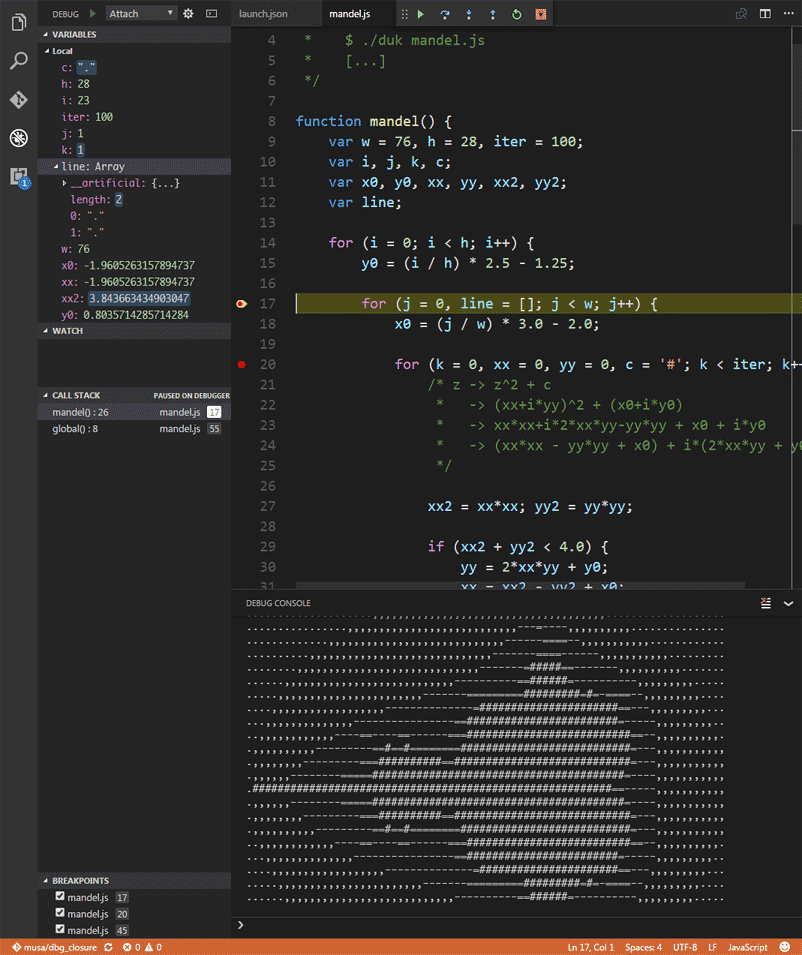 DEBUG Attach
VARIABLES
Local
c: "."
h: 28
i: 23
iter: 100
j: 1
k: 1
line: Array
__artificial: {...}
length: 2
0: "."
1: "."
w: 76
x0: -1.9605263157894737
xx: -1.9605263157894737
xx2: 3.843663434903047
y0: 0.8035714285714284
WATCH
CALL STACK PAUSED ON DEBUGGER
mandel() : 26 mandel.js 17
global() : 8 mandel.js 55
BREAKPOINTS
mandel.js 17
mandel.js 20
mandel.js 45
1
launch.json mandel.js
4 * $ ./duk mandel.js
5 * [...]
6 */
7
8 function mandel() {
9 var w = 76, h = 28, iter = 100;
10 var i, j, k, c;
11 var x0, y0, xx, yy, xx2, yy2;
12 var line;
13
14 for (i = 0; i < h; i++) {
15 y0 = (i / h) * 2.5 - 1.25;
16
17 for (j = 0, line = []; j < w; j++) {
18 x0 = (j / w) * 3.0 - 2.0;
19
20 for (k = 0, xx = 0, yy = 0, c = '#'; k < iter; k+
21 /* z -> z^2 + c
22 * -> (xx+i*yy)^2 + (x0+i*y0)
23 * -> xx*xx+i*2*xx*yy-yy*yy + x0 + i*y0
24 * -> (xx*xx - yy*yy + x0) + i*(2*xx*yy + y0
25 */
26
27 xx2 = xx*xx; yy2 = yy*yy;
28
29 if (xx2 + yy2 < 4.0) {
30 yy = 2*xx*yy + y0;
31 xx = xx2 - yy2 + x0;
DEBUG CONSOLE
musa/dbg_closure 0 0 Ln 17, Col 1 Spaces: 4 UTF-8 LF JavaScript